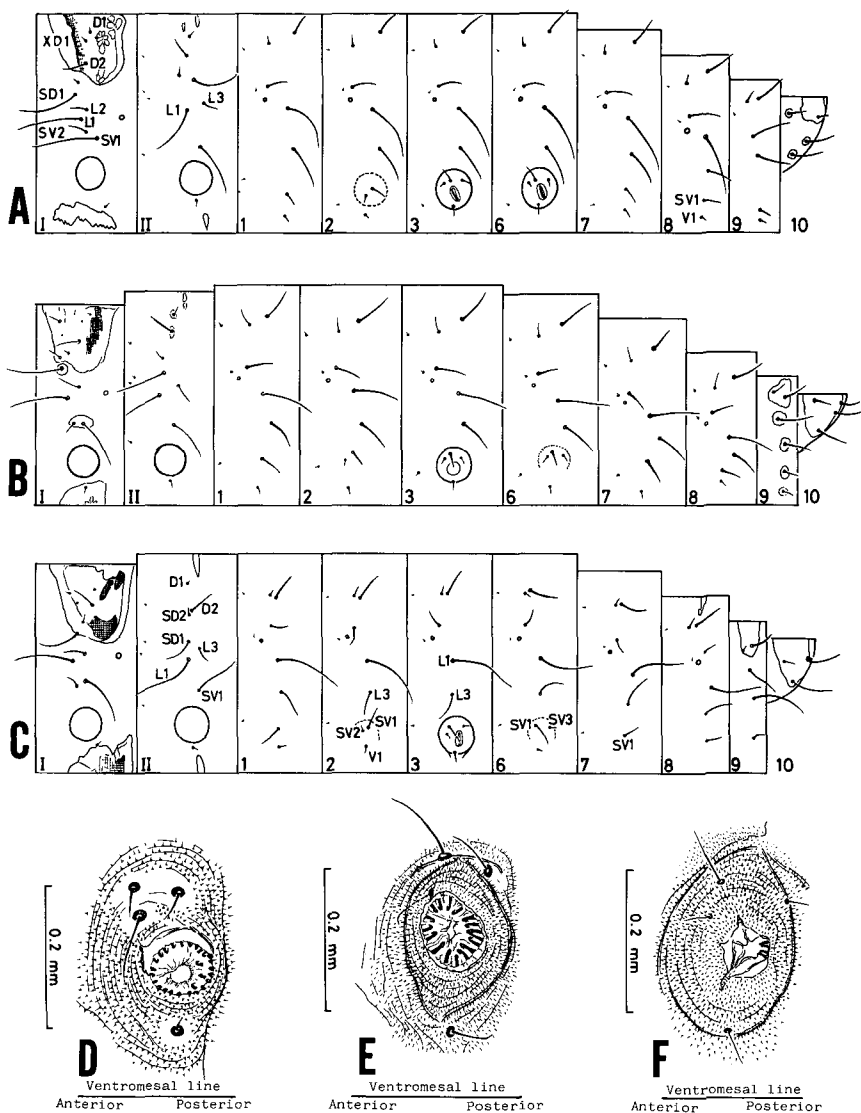 A
XD1 D1
D2
SD1
L2
L1
SV2
SV1
L1 L3
SV1
V1
I II 1 2 3 6 7 8 9 10
B
I II 1 2 3 6 7 8 9 10
C
D1
SD2 D2
SD1
L3
L1
SV1
L3
SV1
SV2
V1
L1
L3
SV1 SV3
SV1
I II 1 2 3 6 7 8 9 10
0.2 mm
D
0.2 mm
E
0.2 mm
F
Ventromesal line
Anterior Posterior
Ventromesal line
Anterior Posterior
Ventromesal line
Anterior Posterior